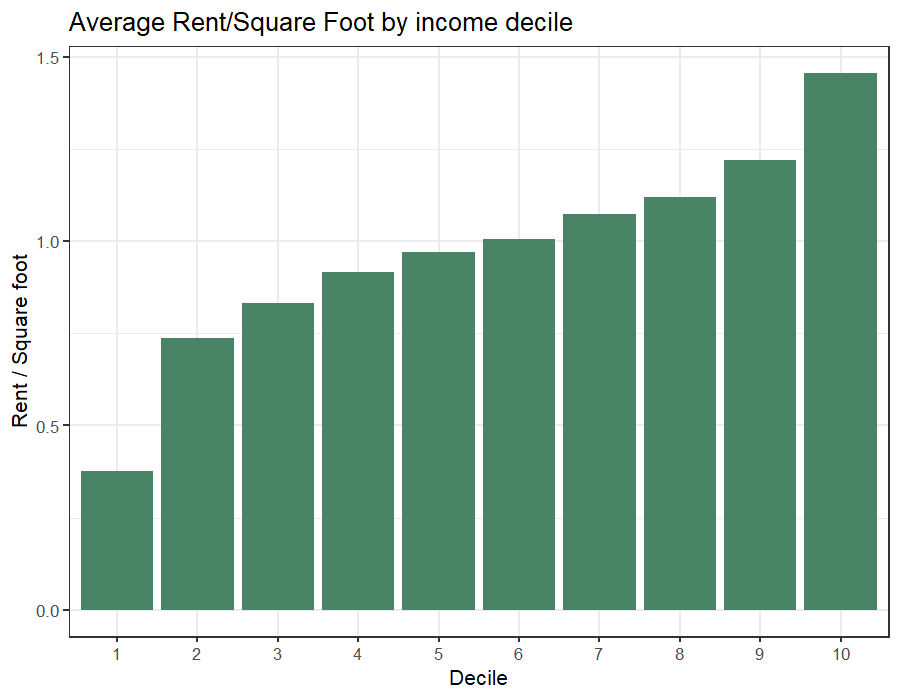 Average Rent/Square Foot by income decile
Rent / Square foot
1.5
1.0
0.5
0.0
1 2 3 4 5 6 7 8 9 10
Decile